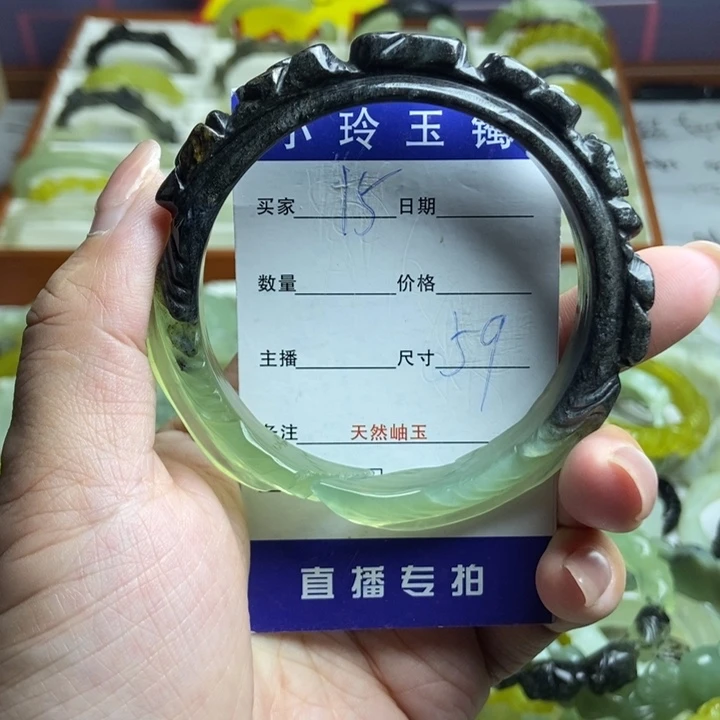 小玲玉镯
买家 15 日期
数量 价格
主播 尺寸 59
备注 天然岫玉
直播专拍